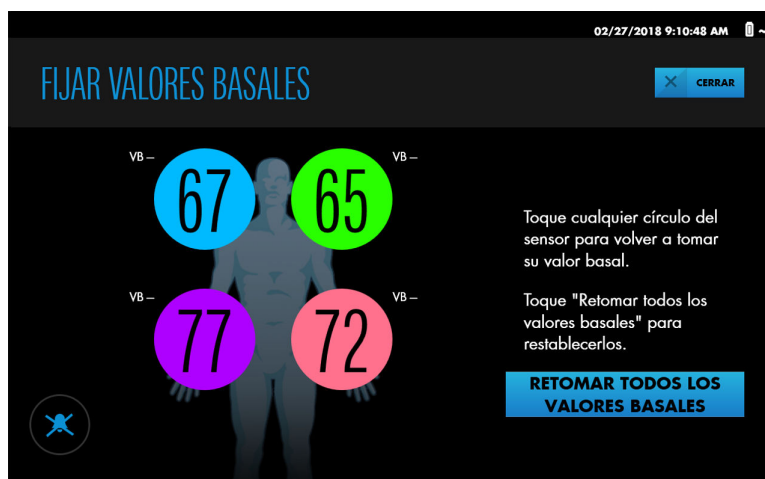 02/27/2018 9:10:48 AM
FIJAR VALORES BASALES
CERRAR
VB –
67
65
VB –
VB –
77
72
VB –
Toque cualquier círculo del
sensor para volver a tomar
su valor basal.
Toque "Retomar todos los
valores basales" para
restablecerlos.
RETOMAR TODOS LOS
VALORES BASALES